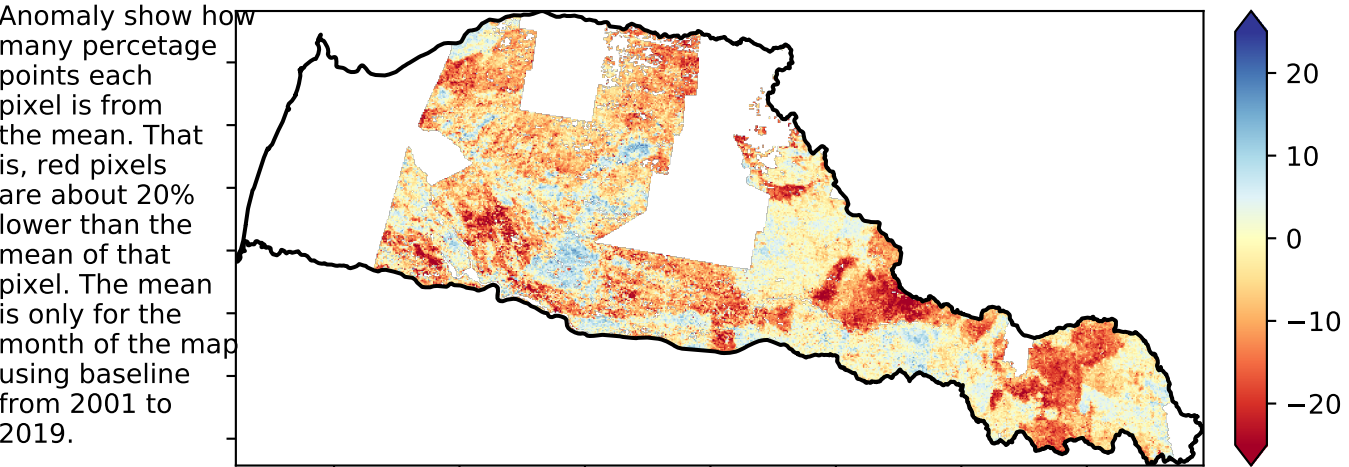 Anomaly show how
many percetage
points each
pixel is from
the mean. That
is, red pixels
are about 20%
lower than the
mean of that
pixel. The mean
is only for the
month of the map
using baseline
from 2001 to
2019.
20
10
0
−10
−20